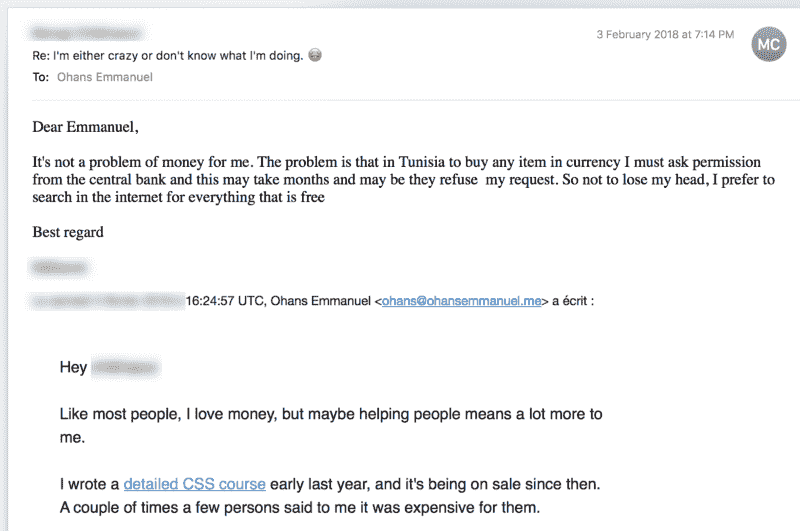 3 February 2018 at 7:14 PM
MC
Re: I'm either crazy or don't know what I'm doing. 
To: Ohans Emmanuel
Dear Emmanuel,
It's not a problem of money for me. The problem is that in Tunisia to buy any item in currency I must ask permission
from the central bank and this may take months and may be they refuse  my request. So not to lose my head, I prefer to
search in the internet for everything that is free
Best regard
16:24:57 UTC, Ohans Emmanuel <ohans@ohansemmanuel.me> a écrit :
Hey
Like most people, I love money, but maybe helping people means a lot more to
me.
I wrote a detailed CSS course early last year, and it's being on sale since then.
A couple of times a few persons said to me it was expensive for them.